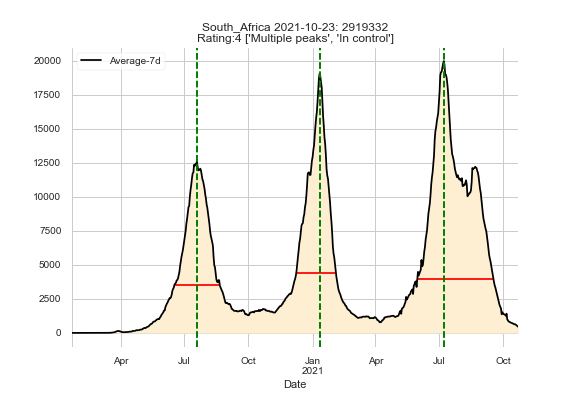 South_Africa 2021-10-23: 2919332
Rating:4 ['Multiple peaks', 'In control']
Average-7d
20000
17500
15000
12500
10000
7500
5000
2500
0
Apr Jul Oct Jan Apr Jul Oct
2021
Date